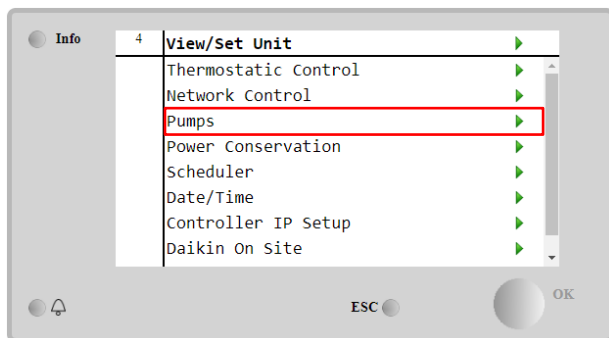 Info
4 View/Set Unit
Thermostatic Control
Network Control
Pumps
Power Conservation
Scheduler
Date/Time
Controller IP Setup
Daikin On Site
ESC
OK